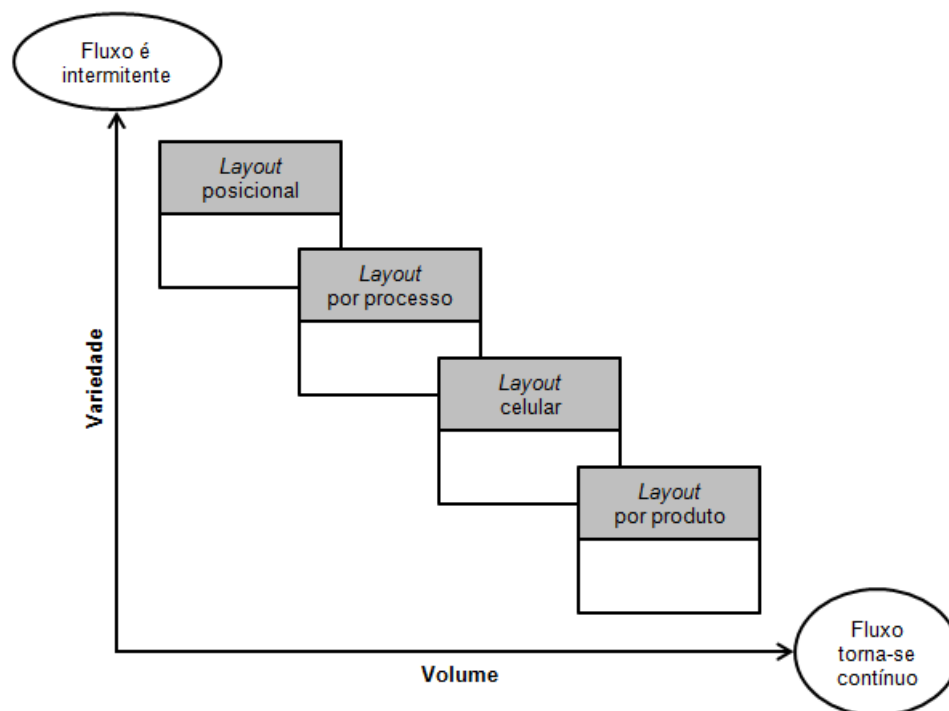 Fluxo é
intermitente
Layout
posicional
Layout
por processo
Layout
celular
Layout
por produto
Variedade
Volume
Fluxo
torna-se
contínuo